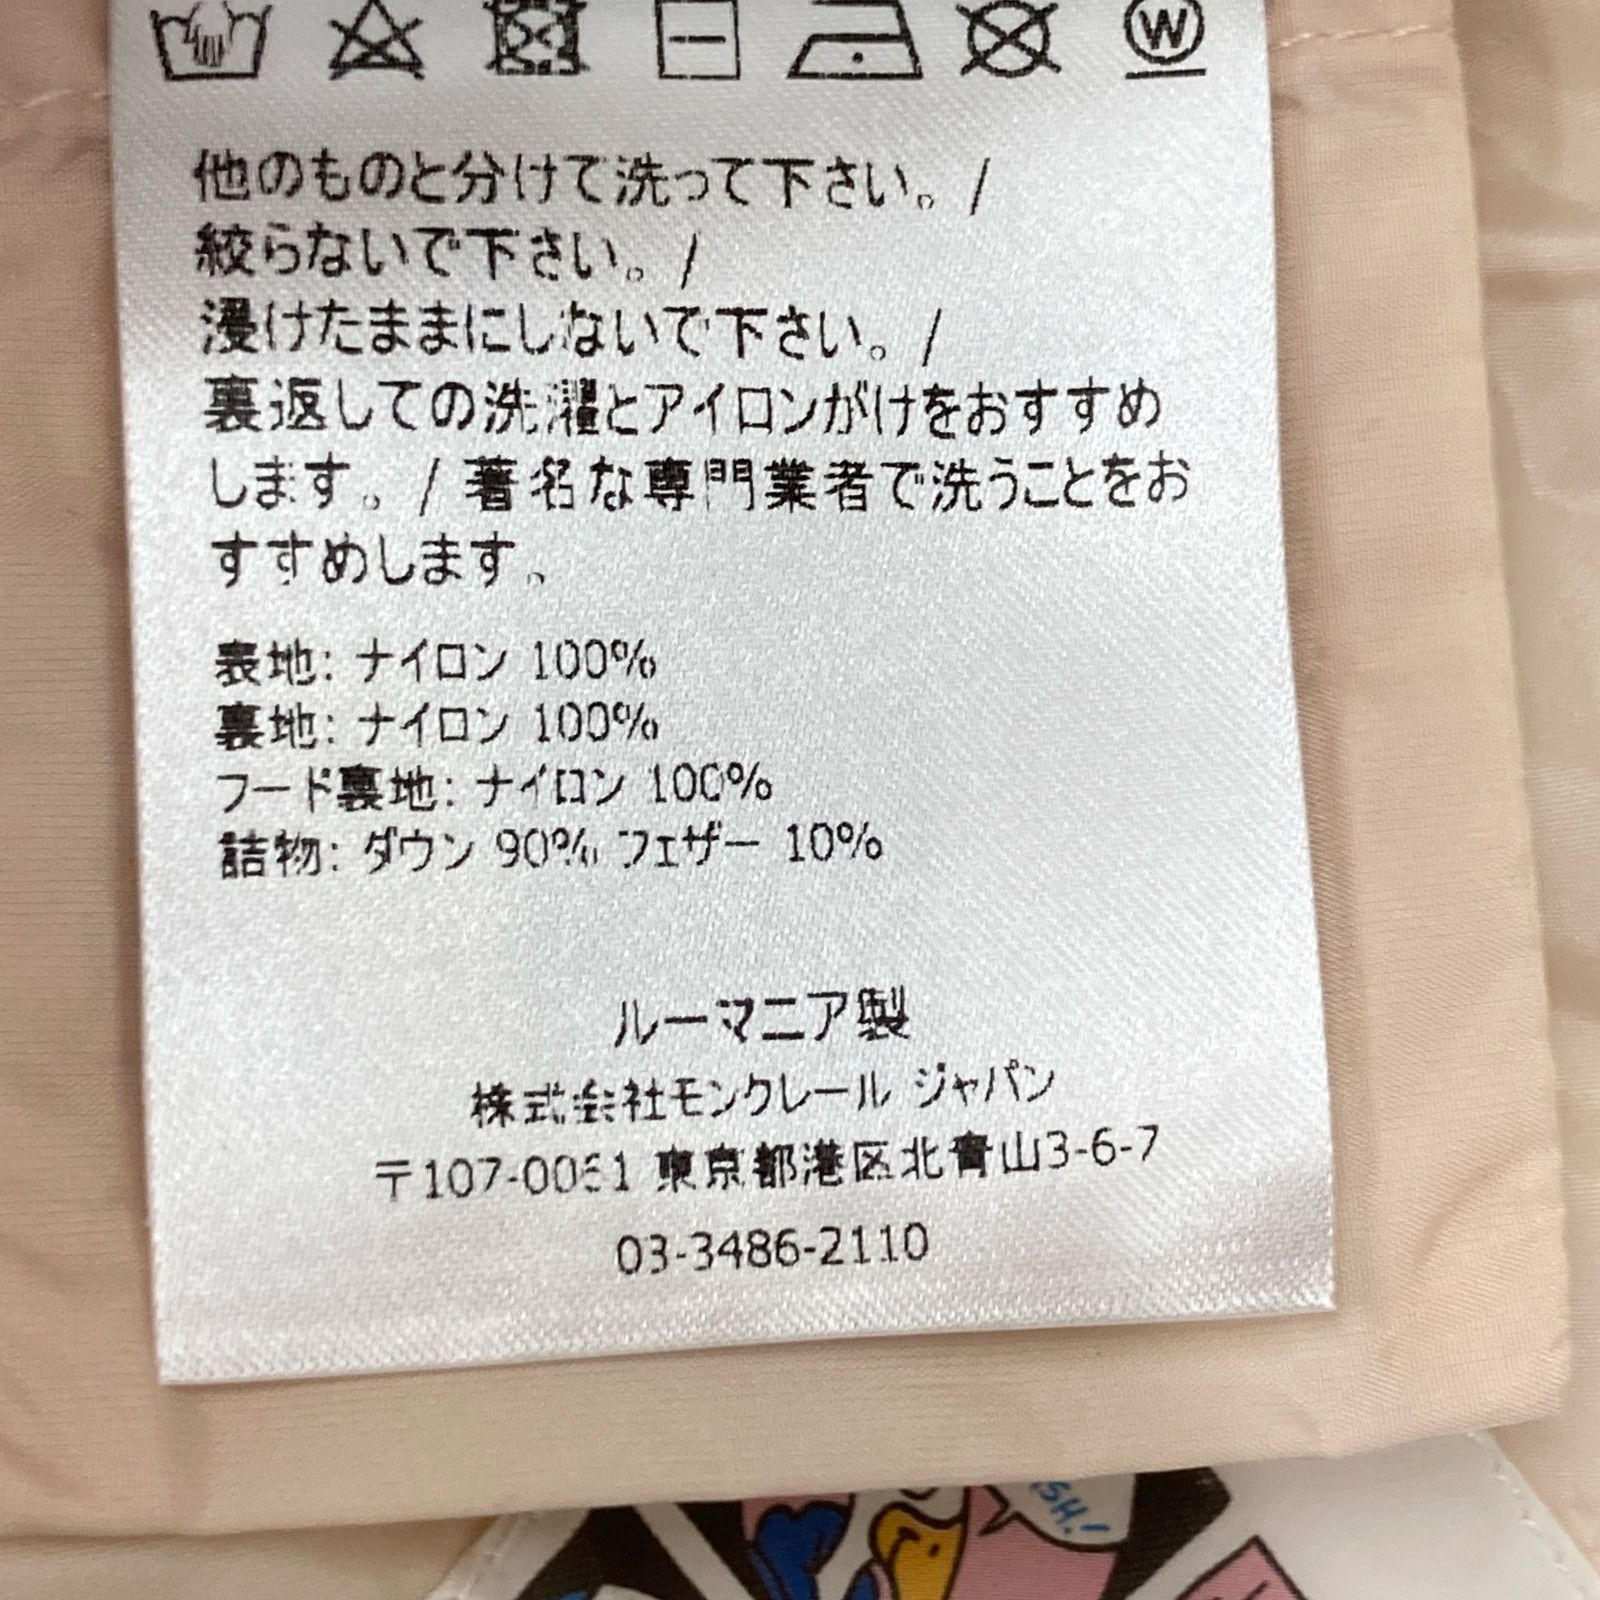 W
他のものと分けて洗って下さい。/
絞らないで下さい。/
浸けたままにしないで下さい。/
裏返しての洗濯とアイロンがけをおすすめ
します。/ 著名な専門業者で洗うことをお
すすめします。
表地: ナイロン 100%
裏地: ナイロン 100%
フード裏地: ナイロン 100%
詰物: ダウン 90% フェザー 10%
ルーマニア製
株式会社モンクレール ジャパン
〒107-0061 東京都港区北青山3-6-7
03-3486-2110